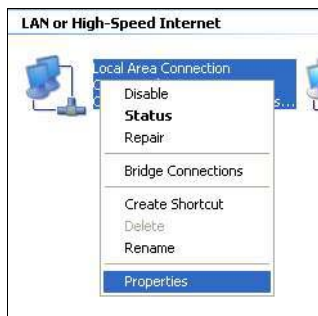 LAN or High-Speed Internet
Local Area Connection
Disable
Status
Repair
Bridge Connections
Create Shortcut
Delete
Rename
Properties